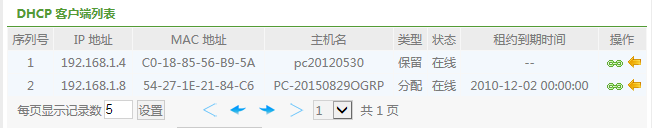 DHCP 客户端列表
序列号 IP 地址 MAC 地址 主机名 类型 状态 租约到期时间 操作
1 192.168.1.4 C0-18-85-56-B9-5A pc20120530 保留 在线 --
2 192.168.1.8 54-27-1E-21-84-C6 PC-20150829OGRP 分配 在线 2010-12-02 00:00:00
每页显示记录数 5 设置 1 共 1 页